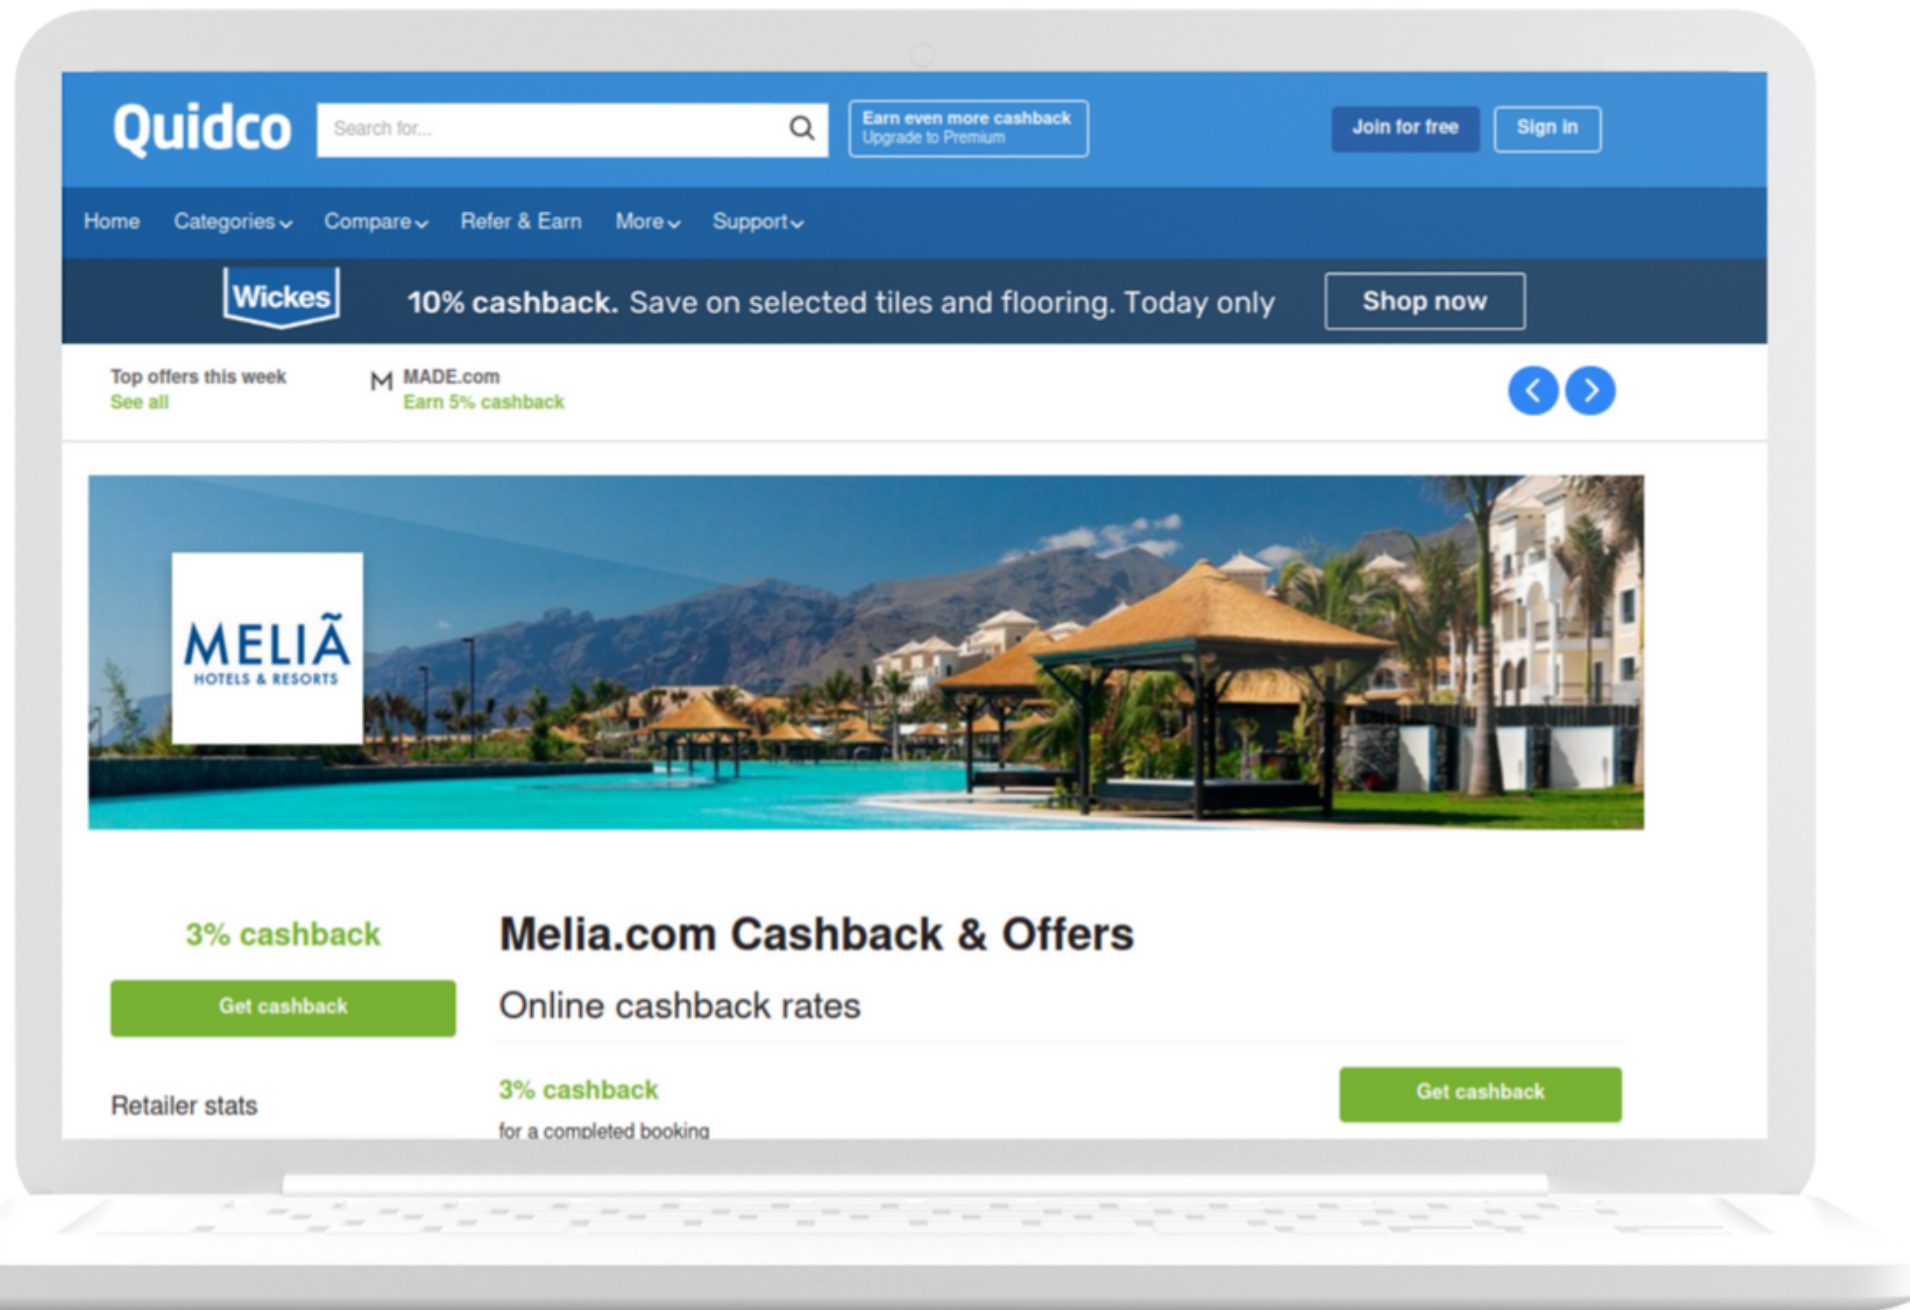 Quidco
Search for...
Earn even more cashback
Upgrade to Premium
Join for free
Sign in
Home
Categories
Compare
Refer & Earn
More
Support
Wickes
10% cashback. Save on selected tiles and flooring. Today only
Shop now
Top offers this week
See all
M
MADE.com
Earn 5% cashback
MELIÃ
HOTELS & RESORTS
3% cashback
Get cashback
Retailer stats
Melia.com Cashback & Offers
Online cashback rates
3% cashback
for a completed booking
Get cashback